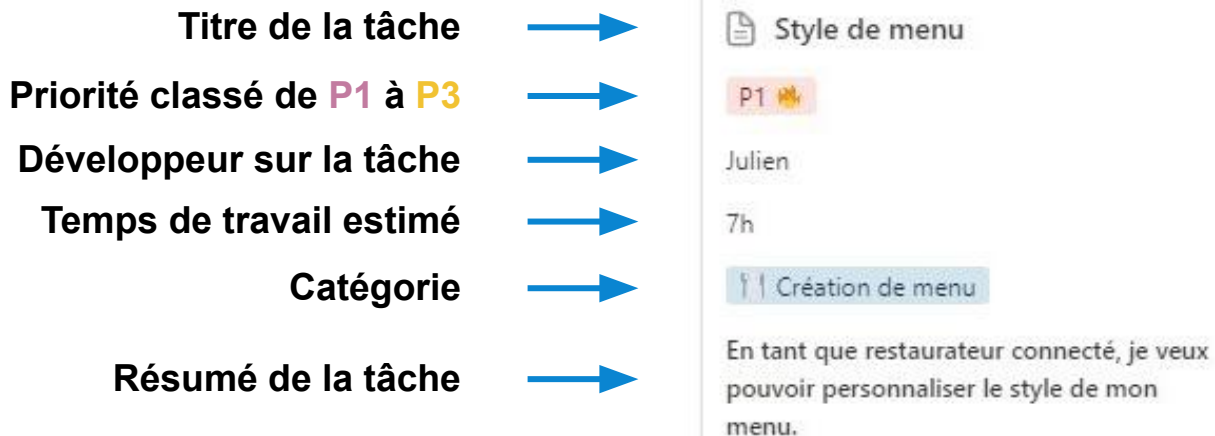 Titre de la tâche
Style de menu
Priorité classé de P1 à P3
P1
Développeur sur la tâche
Julien
Temps de travail estimé
7h
Catégorie
Création de menu
Résumé de la tâche
En tant que restaurateur connecté, je veux
pouvoir personnaliser le style de mon
menu.